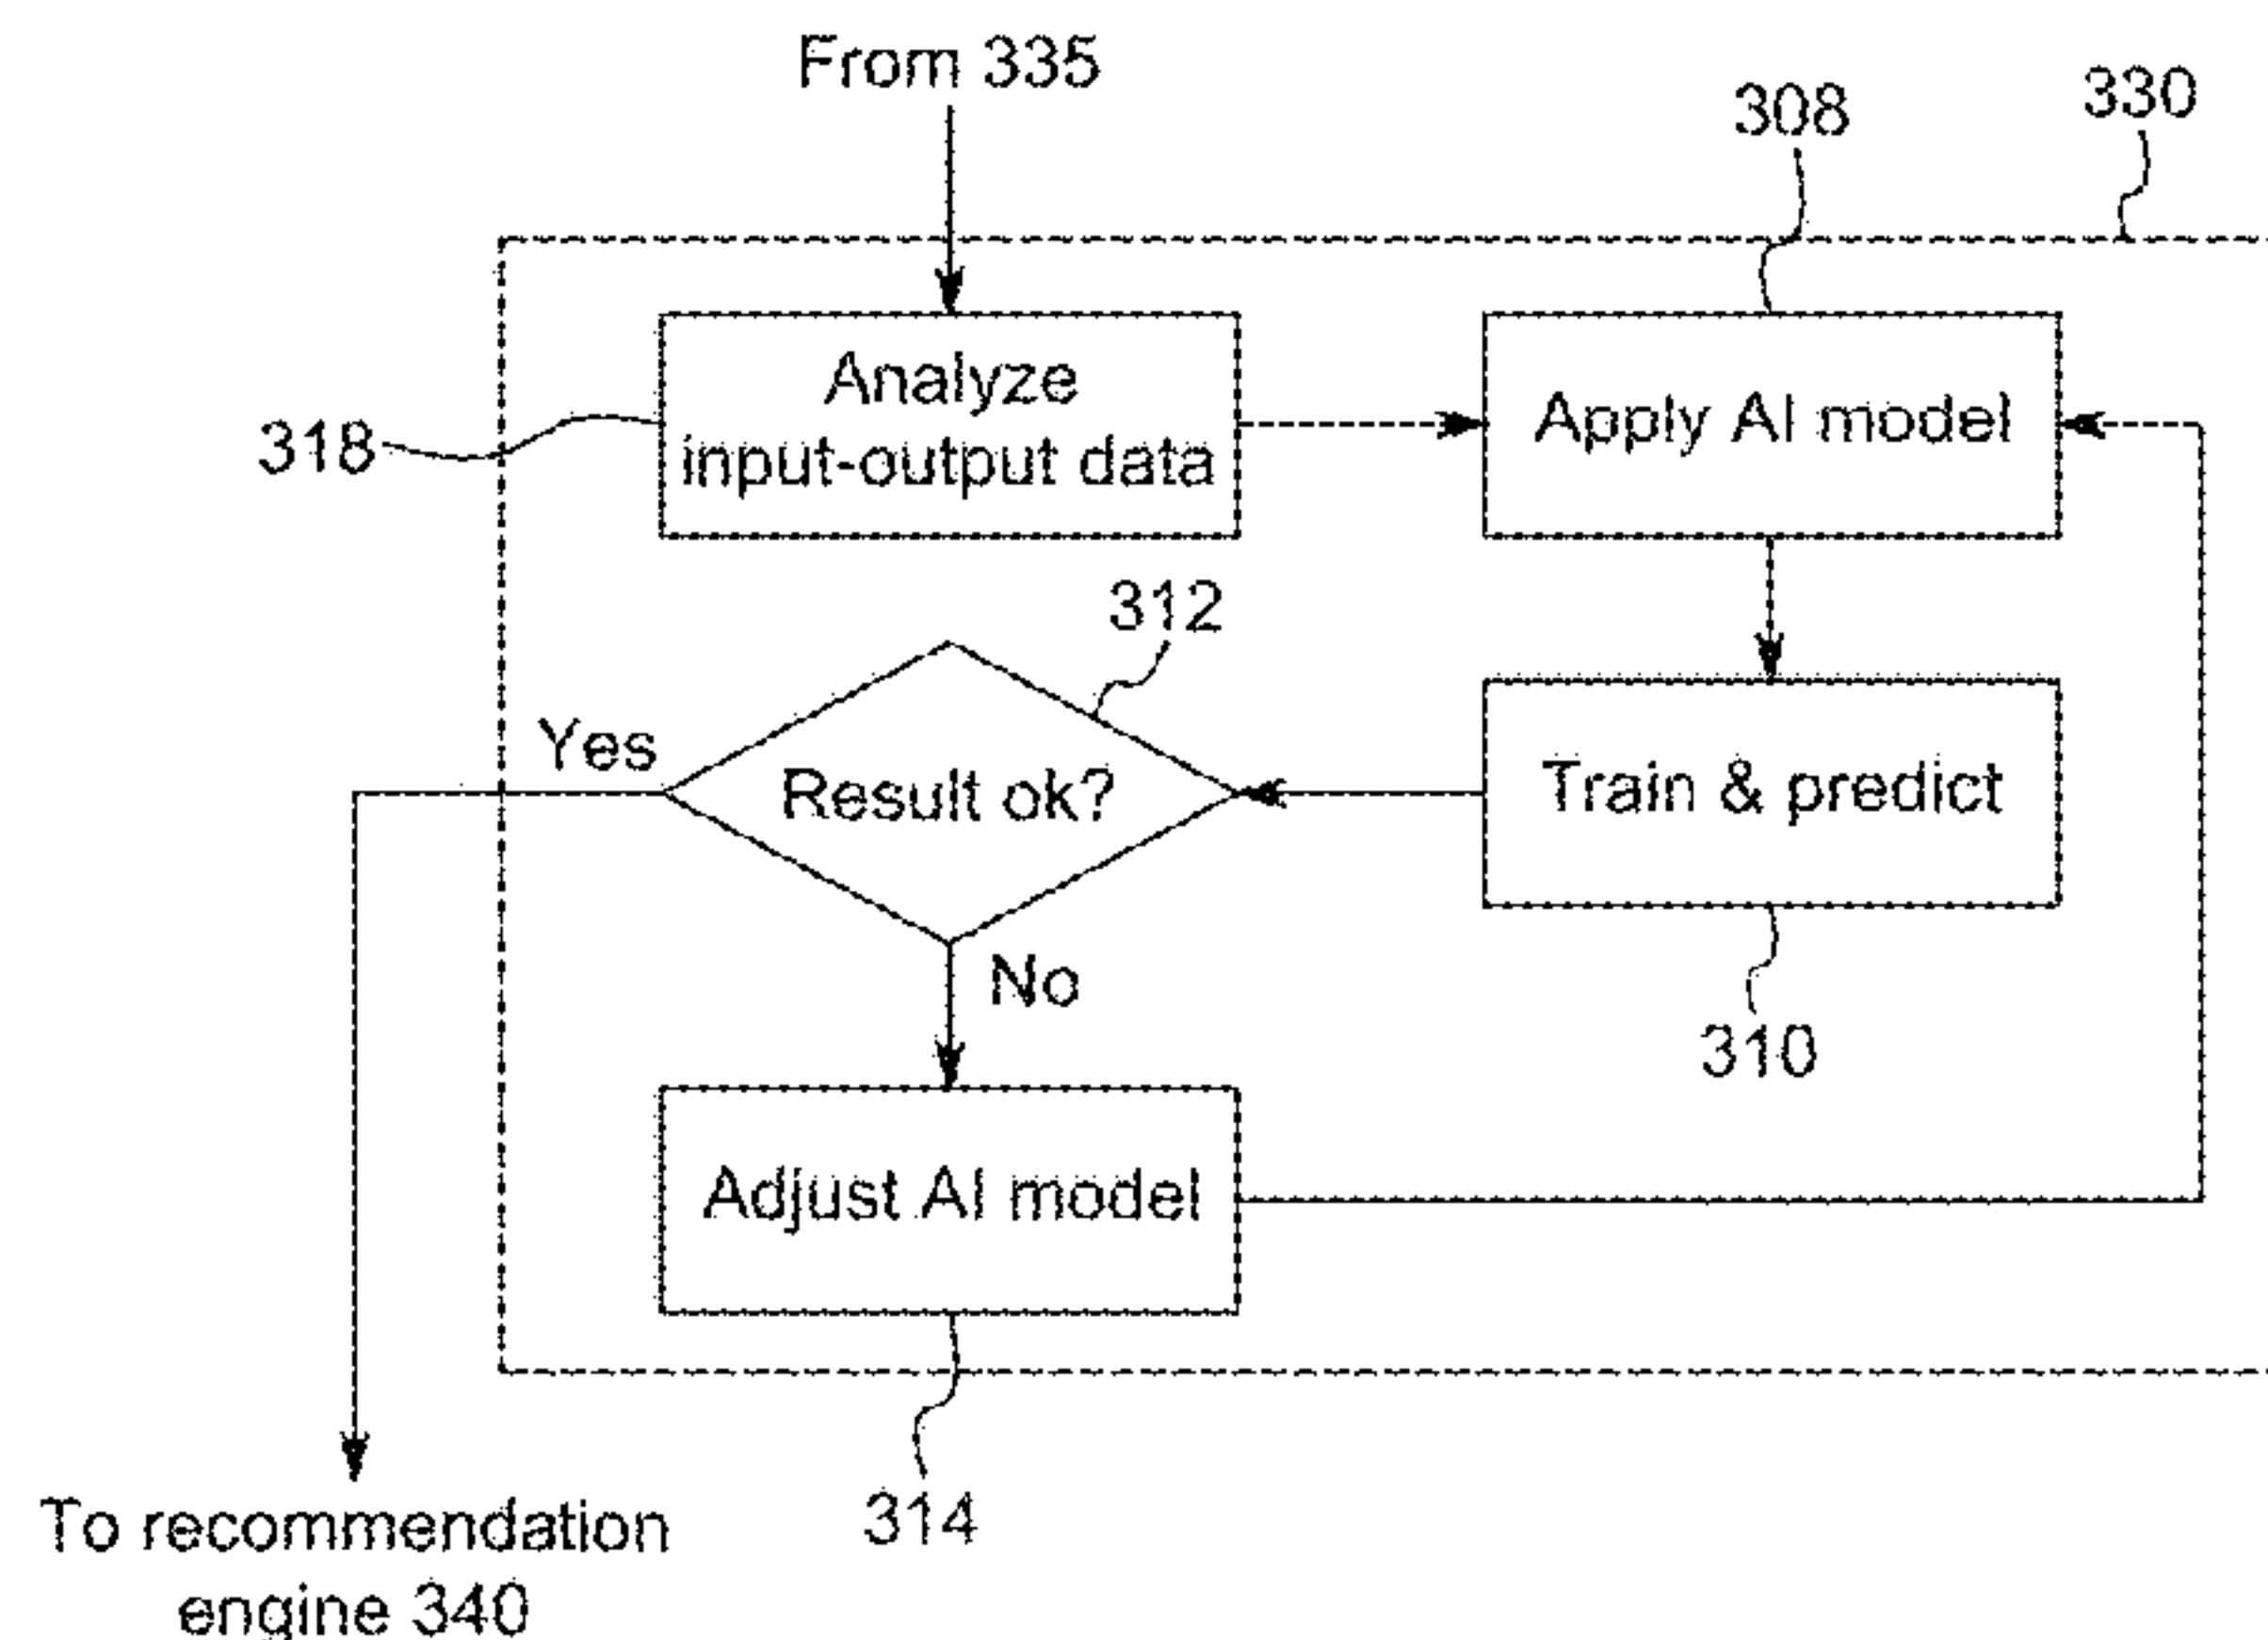 From 335
308
330
Analyze
input-output data
318
Apply AI model
312
Yes
Result ok?
Train & predict
No
310
Adjust AI model
314
To recommendation
engine 340